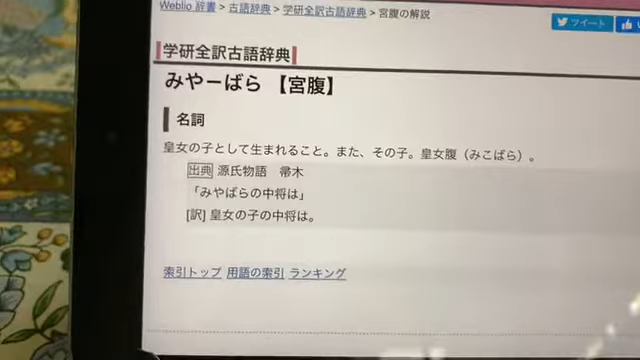 Weblio 辞書 > 古語辞典 > 学研全訳古語辞典 > 宮腹の解説
ツイート
学研全訳古語辞典
みやーばら 【宮腹】
名詞
皇女の子として生まれること。また、その子。皇女腹（みこばら）。
出典 源氏物語 帚木
「みやばらの中将は」
[訳] 皇女の子の中将は。
索引トップ 用語の索引 ランキング